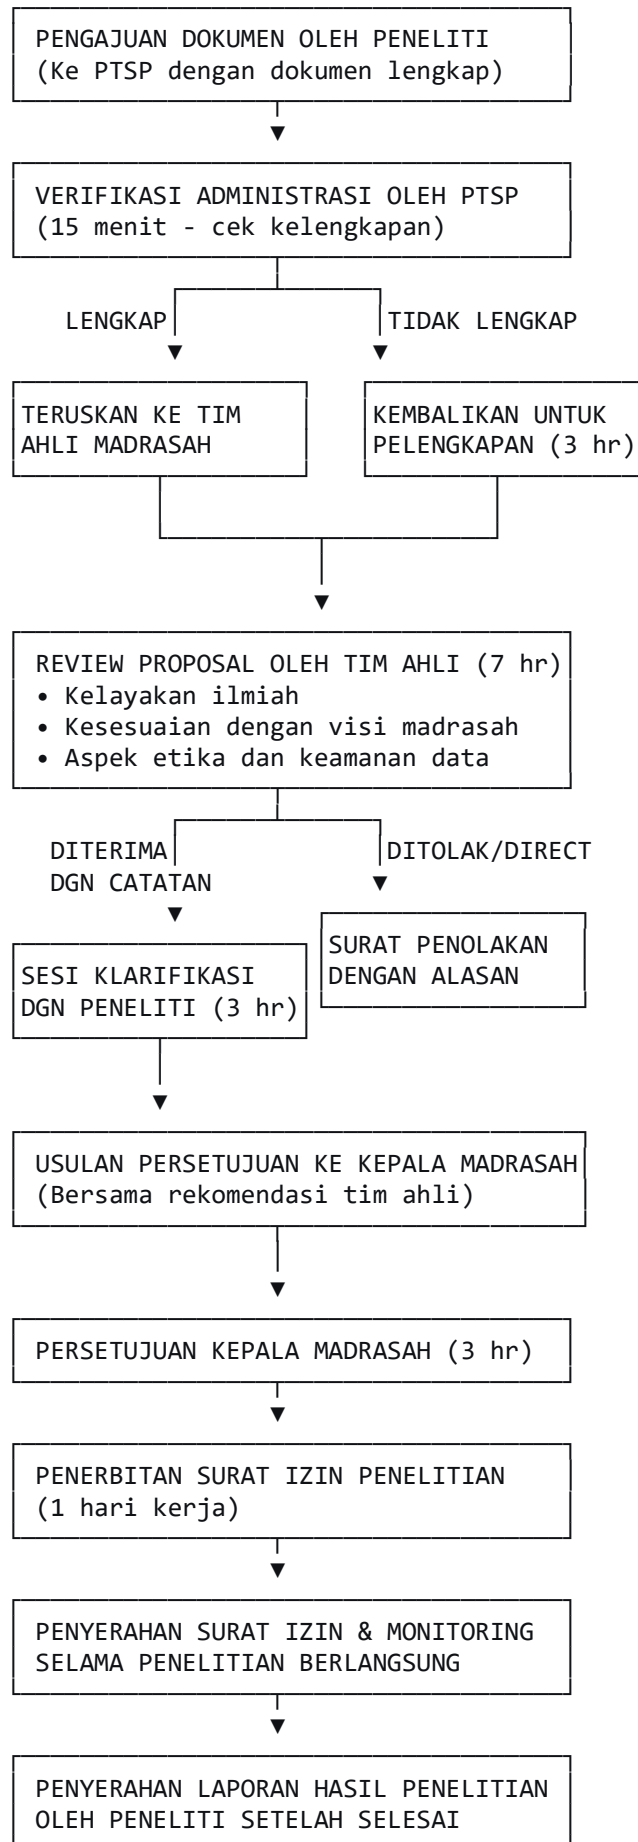 PENGAJUAN DOKUMEN OLEH PENELITI
(Ke PTSP dengan dokumen lengkap)
VERIFIKASI ADMINISTRASI OLEH PTSP
(15 menit - cek kelengkapan)
LENGKAP
TIDAK LENGKAP
TERUSKAN KE TIM
AHLI MADRASAH
KEMBALIKAN UNTUK
PELENGKAPAN (3 hr)
REVIEW PROPOSAL OLEH TIM AHLI (7 hr)
• Kelayakan ilmiah
• Kesesuaian dengan visi madrasah
• Aspek etika dan keamanan data
DITERIMA
DGN CATATAN
DITOLAK/DIRECT
SURAT PENOLAKAN
DENGAN ALASAN
SESI KLARIFIKASI
DGN PENELITI (3 hr)
USULAN PERSETUJUAN KE KEPALA MADRASAH
(Bersama rekomendasi tim ahli)
PERSETUJUAN KEPALA MADRASAH (3 hr)
PENERBITAN SURAT IZIN PENELITIAN
(1 hari kerja)
PENYERAHAN SURAT IZIN & MONITORING
SELAMA PENELITIAN BERLANGSUNG
PENYERAHAN LAPORAN HASIL PENELITIAN
OLEH PENELITI SETELAH SELESAI